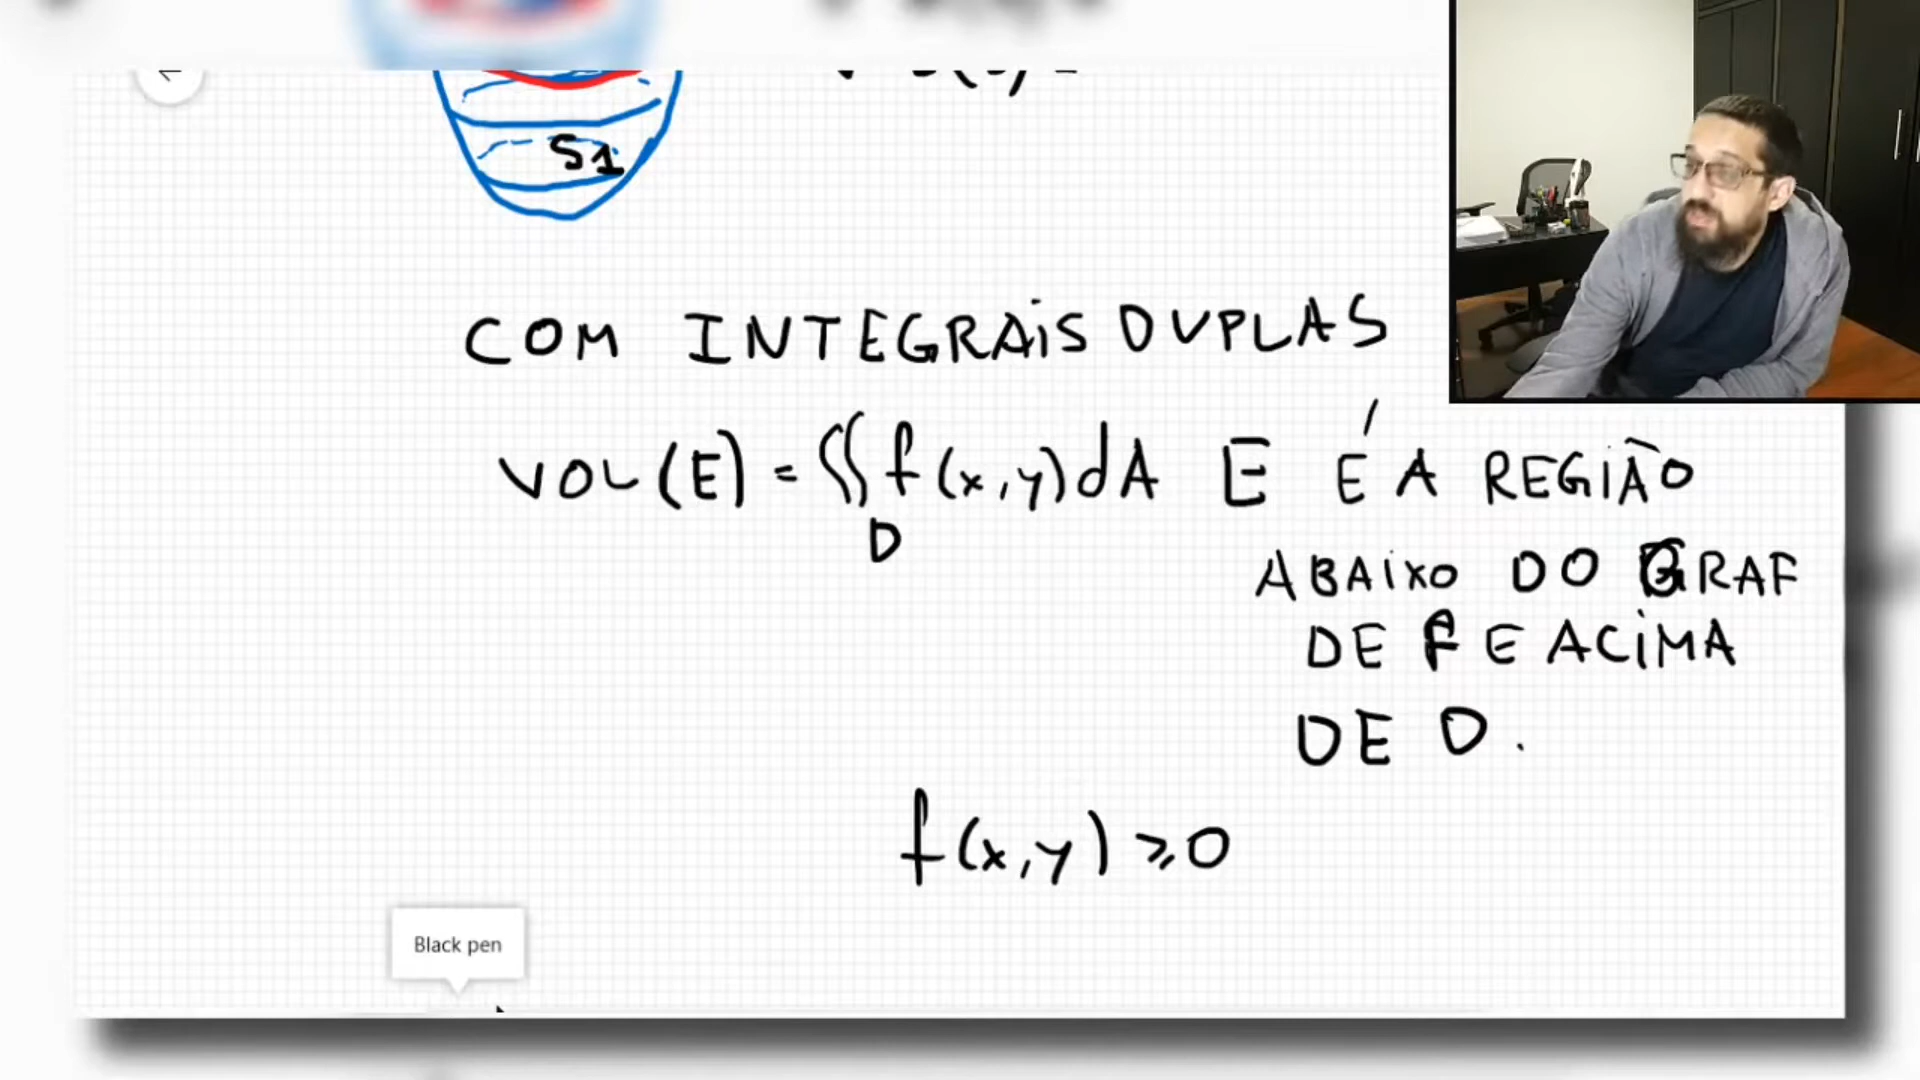 S1
COM INTEGRAIS DUPLAS
VOL(E) = ∬ f(x,y)dA E É A REGIÃO
D
ABAIXO DO GRAF
DE F E ACIMA
DE D.
f(x,y) ⩾ 0
Black pen